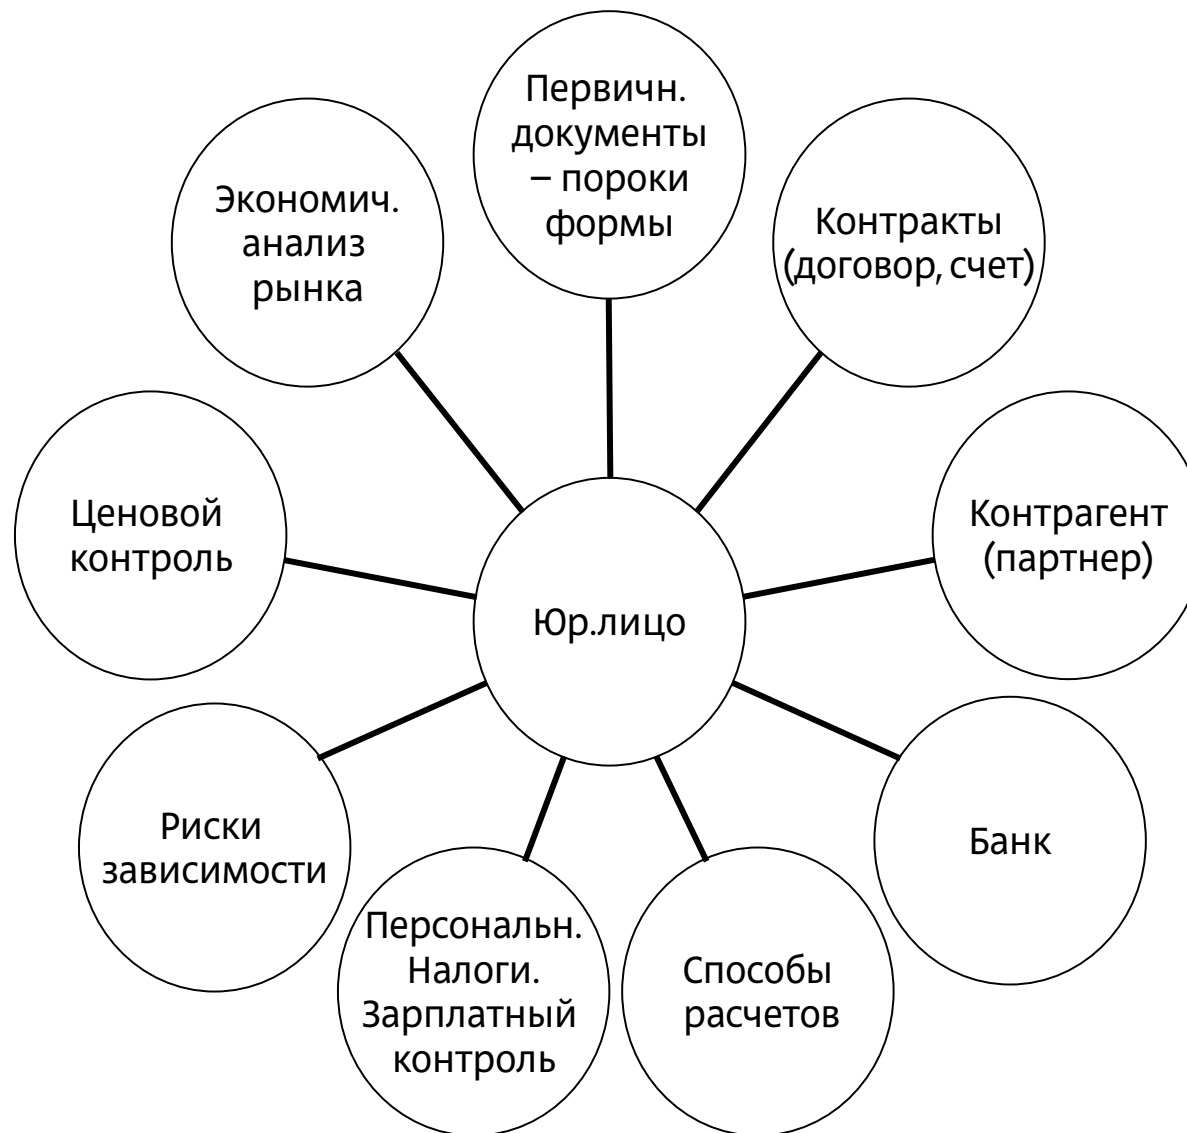 Первичн.
документы
– пороки
формы
Экономич.
анализ
рынка
Контракты
(договор, счет)
Ценовой
контроль
Контрагент
(партнер)
Юр.лицо
Риски
зависимости
Банк
Персональн.
Налоги.
Зарплатный
контроль
Способы
расчетов